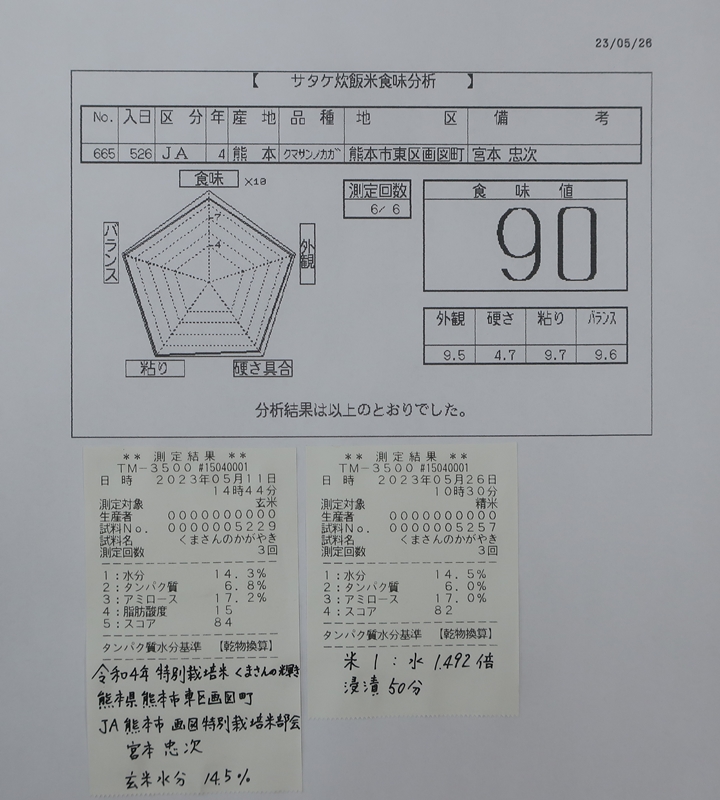 23/05/26
【 サタケ炊飯米食味分析 】
No. 入日 区 分 年 産 地 品 種 地 区 備 考
665 526 JA 4 熊 本 クマサンノカガ 熊本市東区画図町 宮本 忠次
食味 ×10
測定回数
6/ 6
食 味 値
90
バランス
7
4
外観
粘り
硬さ具合
外観 硬さ 粘り バランス
9.5 4.7 9.7 9.6
分析結果は以上のとおりでした。
** 測定結果 **
TM-3500 #15040001
日 時 2023年05月11日
14時44分
測定対象 玄米
生産者 0000000000
試料No. 0000005229
試料名 くまさんのかがやき
測定回数 3回
1:水分 14.3%
2:タンパク質 6.8%
3:アミロース 17.2%
4:脂肪酸度 15
5:スコア 84
タンパク質水分基準 【乾物換算】
令和4年 特別栽培米 くまさんの輝き
熊本県熊本市東区画図町
JA熊本市 画図特別栽培米部会
宮本 忠次
玄米水分 14.5%
** 測定結果 **
TM-3500 #15040001
日 時 2023年05月26日
10時30分
測定対象 精米
生産者 0000000000
試料No. 0000005257
試料名 くまさんのかがやき
測定回数 3回
1:水分 14.5%
2:タンパク質 6.0%
3:アミロース 17.0%
4:スコア 82
タンパク質水分基準 【乾物換算】
米 1 : 水 1.492 倍
浸漬 50分